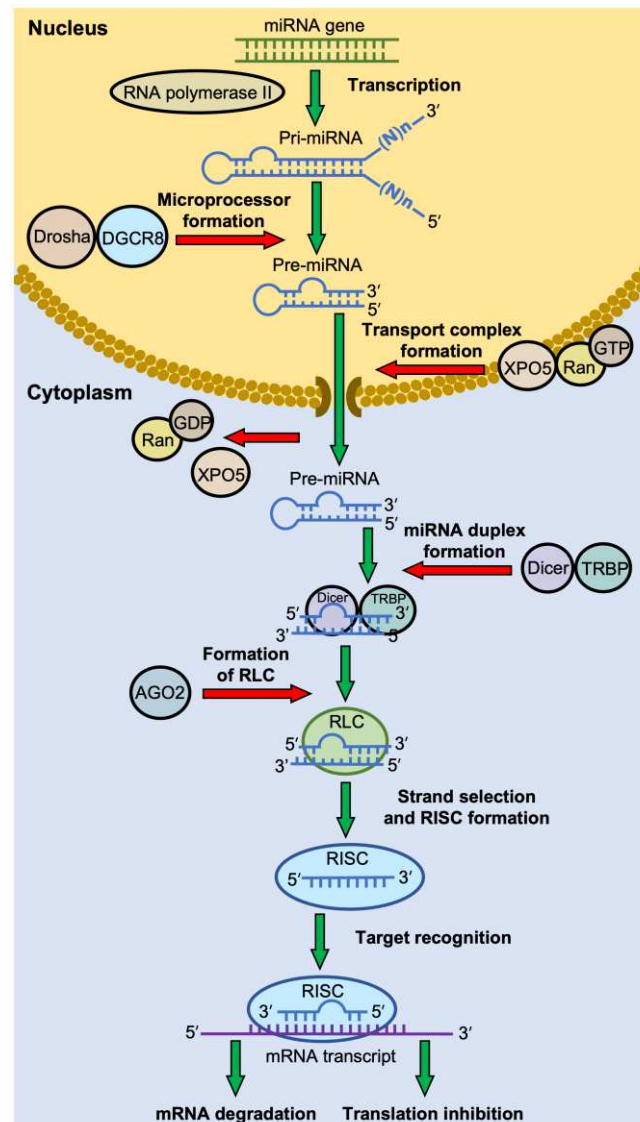 Nucleus
miRNA gene
RNA polymerase II
Transcription
Pri-miRNA
3′
(N)n
(N)n
5′
Microprocessor
formation
Drosha
DGCR8
Pre-miRNA
3′
5′
Transport complex
formation
XPO5
Ran
GTP
Cytoplasm
Ran
GDP
XPO5
Pre-miRNA
3′
5′
miRNA duplex
formation
Dicer
TRBP
Dicer
TRBP
5′
3′
3′
5′
Formation
of RLC
AGO2
RLC
5′
3′
3′
5′
Strand selection
and RISC formation
RISC
5′
3′
Target recognition
RISC
3′
5′
5′
3′
mRNA transcript
mRNA degradation
Translation inhibition